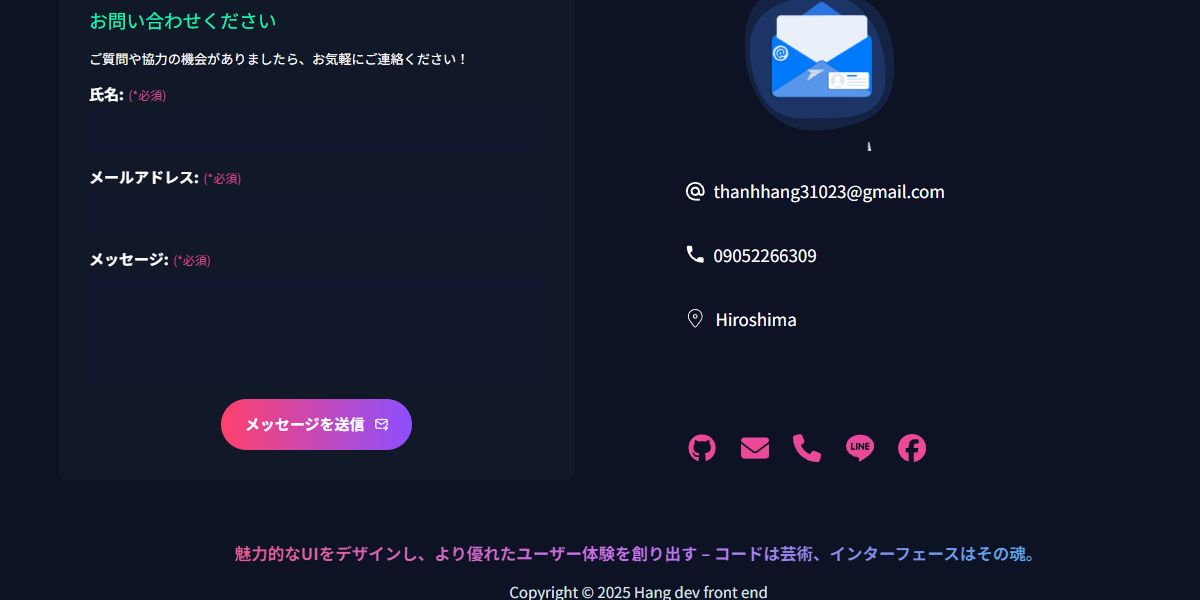 お問い合わせください
ご質問や協力の機会がありましたら、お気軽にご連絡ください！
氏名: (*必須)
メールアドレス: (*必須)
メッセージ: (*必須)
メッセージを送信
@
thanhhang31023@gmail.com
09052266309
Hiroshima
LINE
魅力的なUIをデザインし、より優れたユーザー体験を創り出す – コードは芸術、インターフェースはその魂。
Copyright © 2025 Hang dev front end